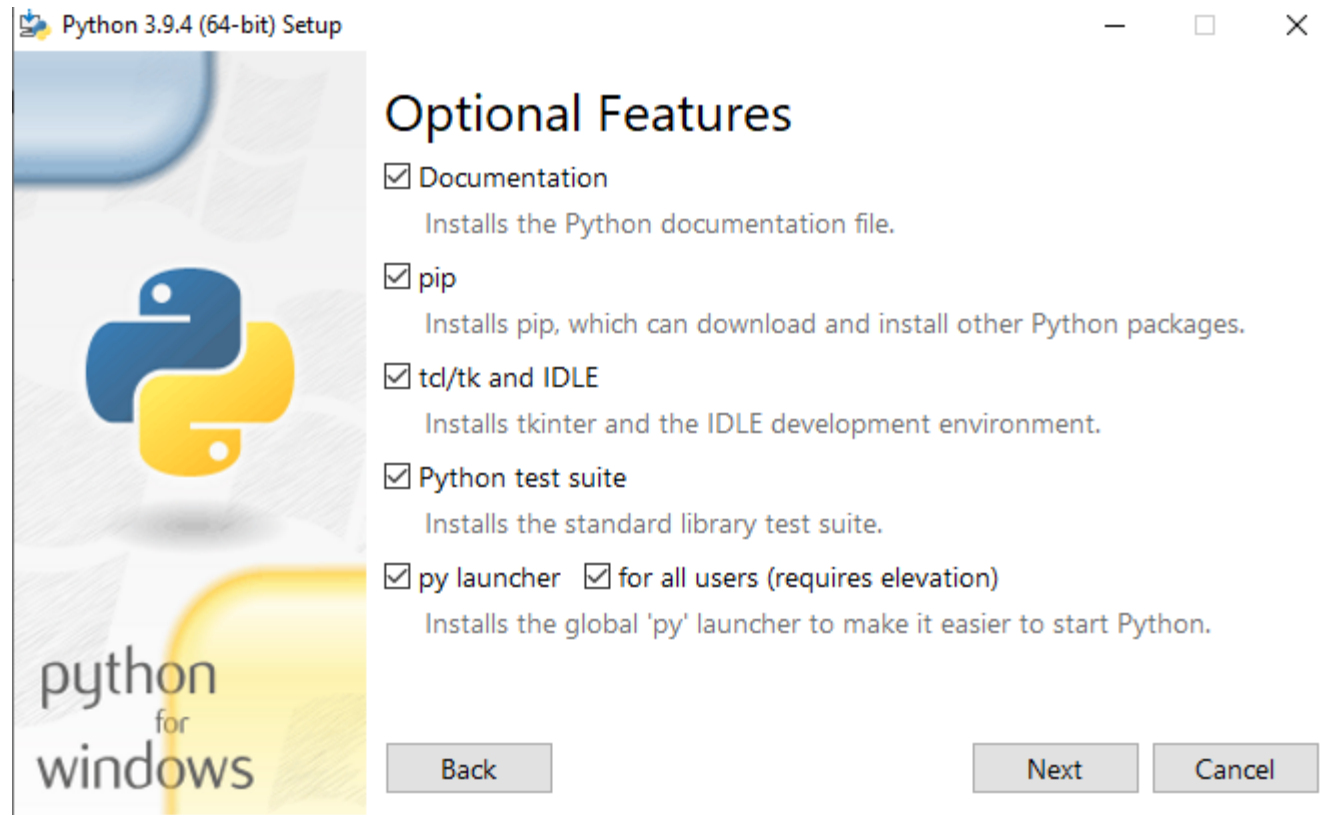 Python 3.9.4 (64-bit) Setup
Optional Features
Documentation
Installs the Python documentation file.
pip
Installs pip, which can download and install other Python packages.
tcl/tk and IDLE
Installs tkinter and the IDLE development environment.
Python test suite
Installs the standard library test suite.
py launcher for all users (requires elevation)
Installs the global 'py' launcher to make it easier to start Python.
python
for
windows
Back Next Cancel